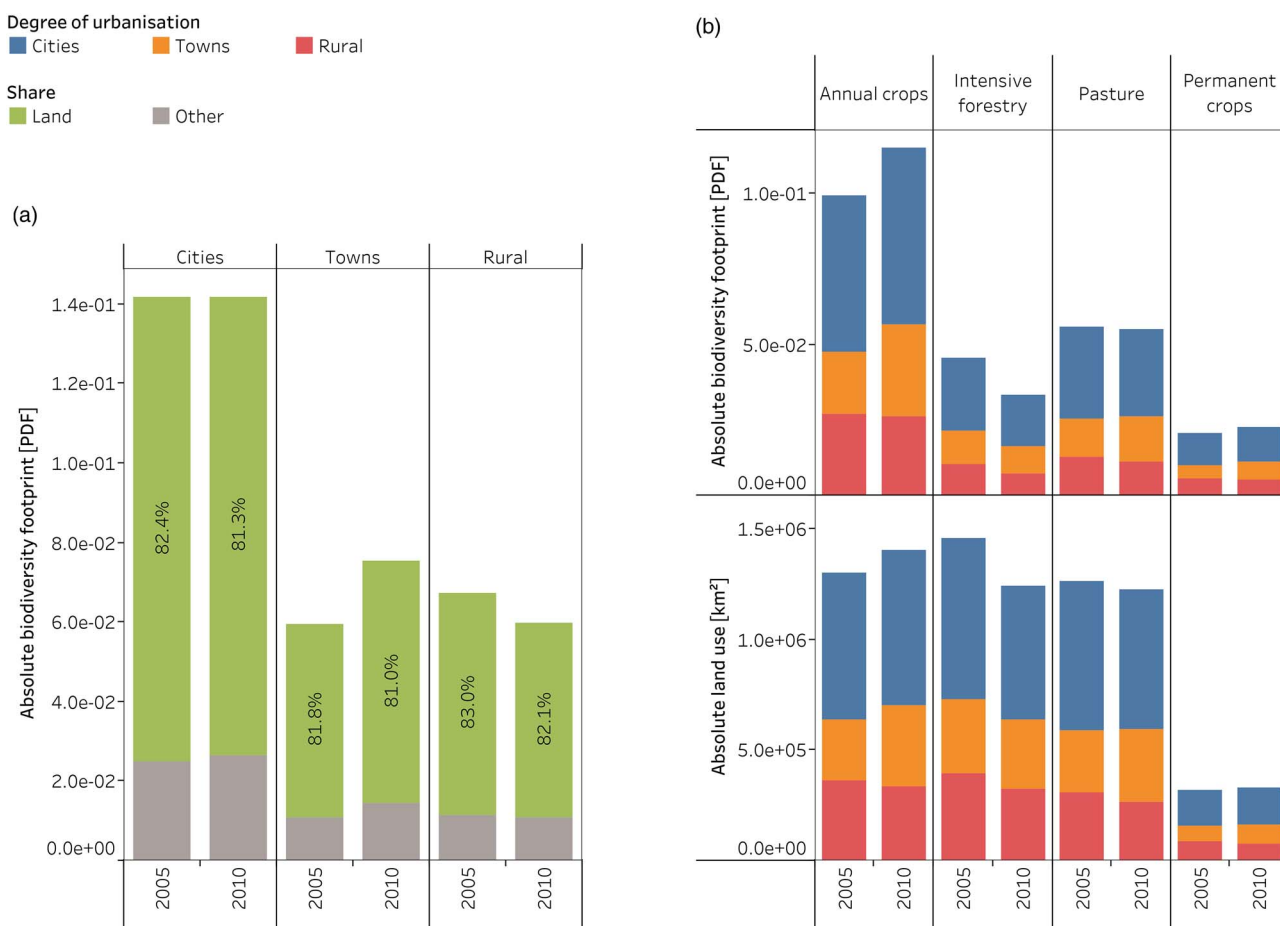 Degree of urbanisation
Cities Towns Rural
Share
Land Other
(a)
Cities Towns Rural
Absolute biodiversity footprint [PDF]
1.4e-01
1.2e-01
1.0e-01
8.0e-02
6.0e-02
4.0e-02
2.0e-02
0.0e+00
82.4%
81.3%
81.8%
81.0%
83.0%
82.1%
2005 2010 2005 2010 2005 2010
(b)
Annual crops
Intensive
forestry
Pasture
Permanent
crops
Absolute biodiversity footprint [PDF]
1.0e-01
5.0e-02
0.0e+00
Absolute land use [km²]
1.5e+06
1.0e+06
5.0e+05
0.0e+00
2005 2010 2005 2010 2005 2010 2005 2010